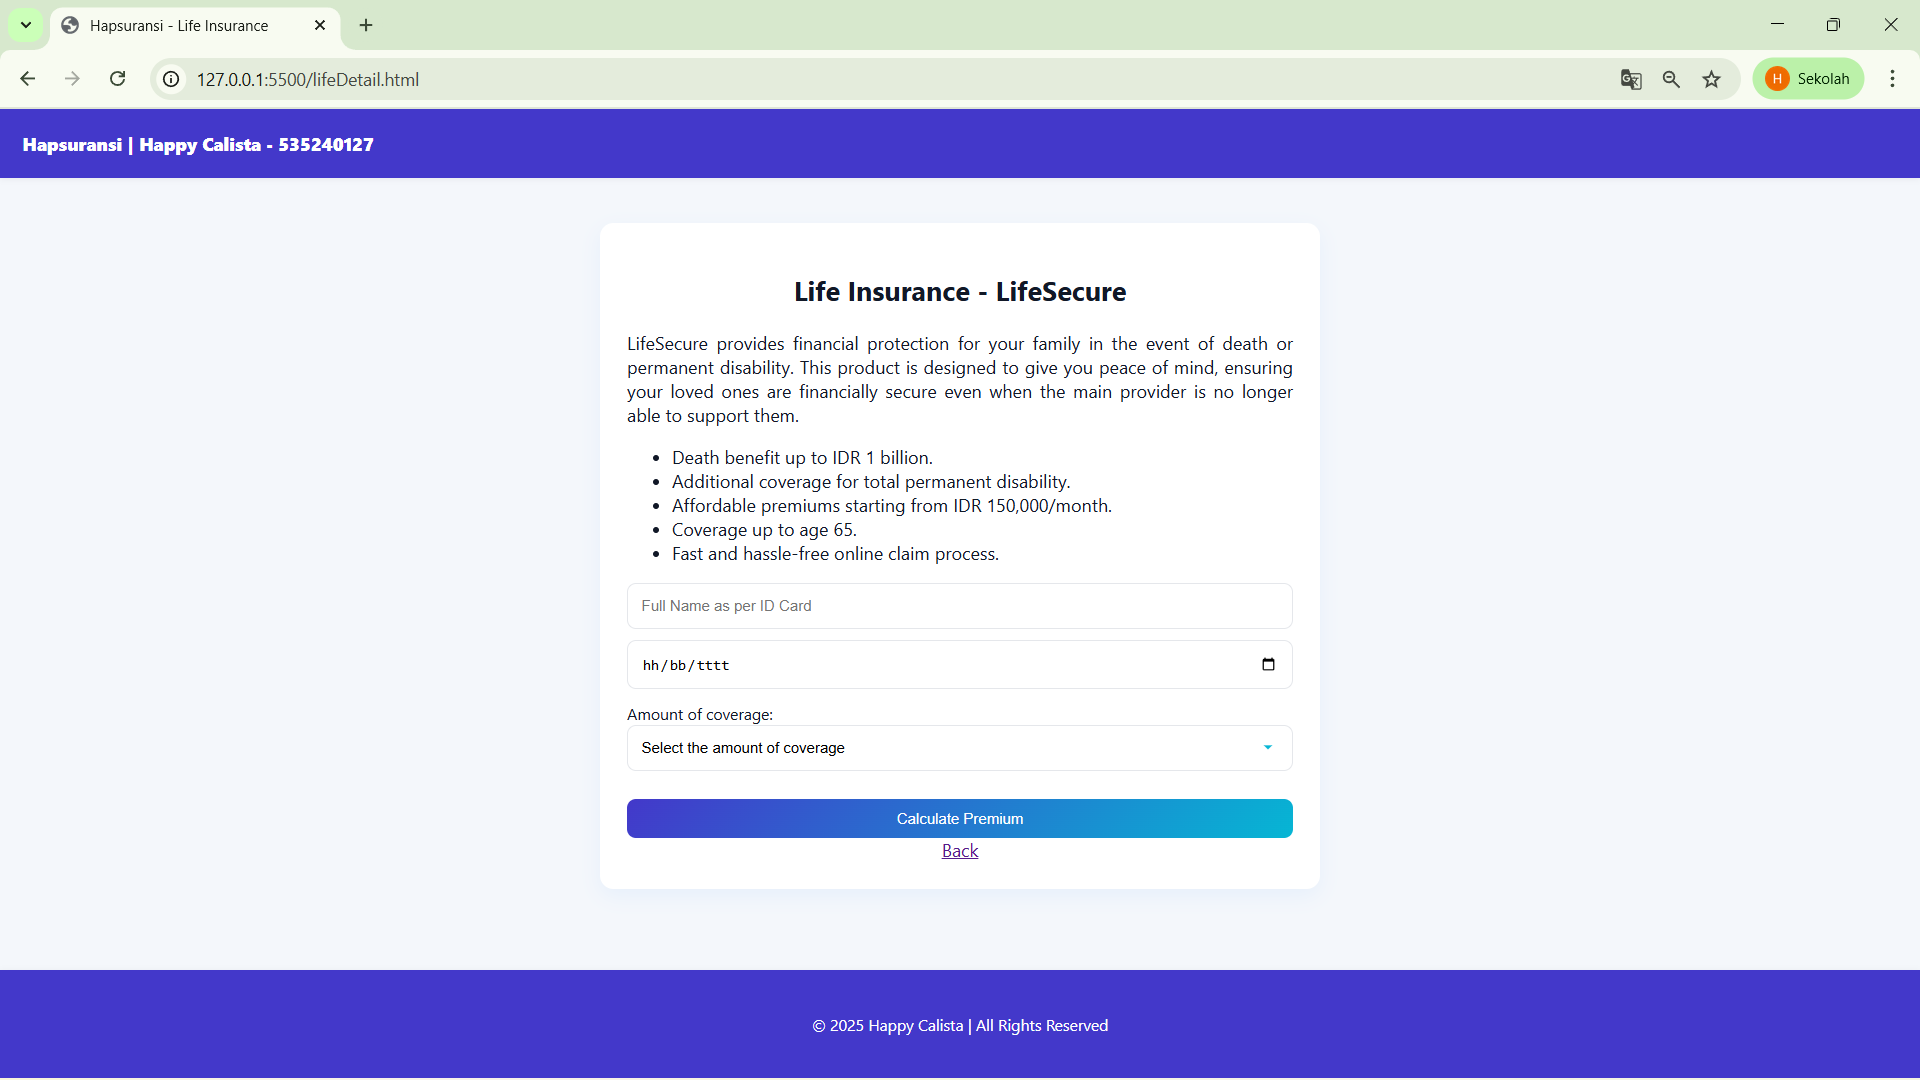 Hapsuransi - Life Insurance
127.0.0.1:5500/lifeDetail.html
H Sekolah
Hapsuransi | Happy Calista - 535240127
Life Insurance - LifeSecure
LifeSecure provides financial protection for your family in the event of death or
permanent disability. This product is designed to give you peace of mind, ensuring
your loved ones are financially secure even when the main provider is no longer
able to support them.
• Death benefit up to IDR 1 billion.
• Additional coverage for total permanent disability.
• Affordable premiums starting from IDR 150,000/month.
• Coverage up to age 65.
• Fast and hassle-free online claim process.
Full Name as per ID Card
hh/bb/tttt
Amount of coverage:
Select the amount of coverage
Calculate Premium
Back
© 2025 Happy Calista | All Rights Reserved